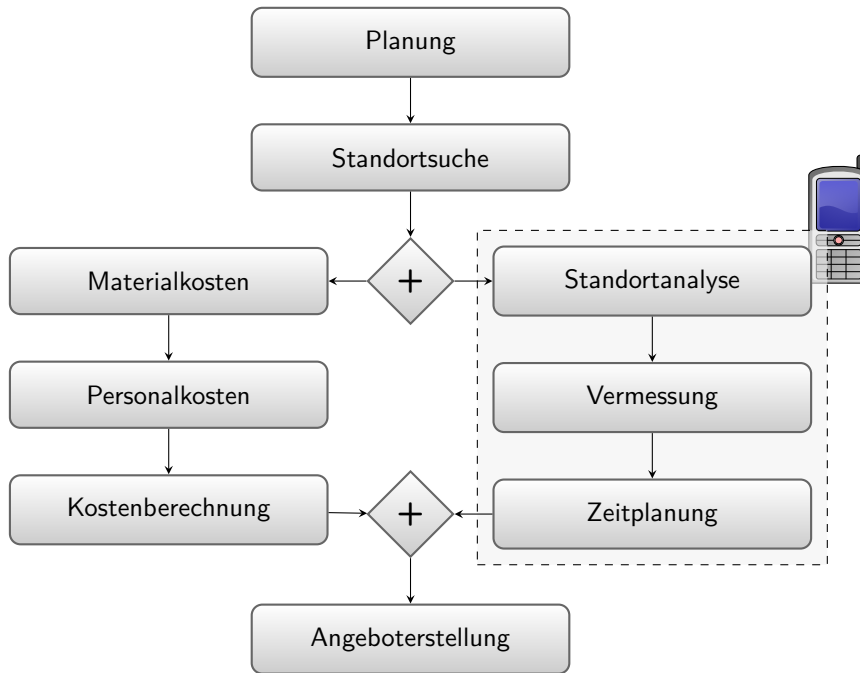 Planung
Standortsuche
Materialkosten
+
Standortanalyse
Personalkosten
Vermessung
Kostenberechnung
+
Zeitplanung
Angeboterstellung